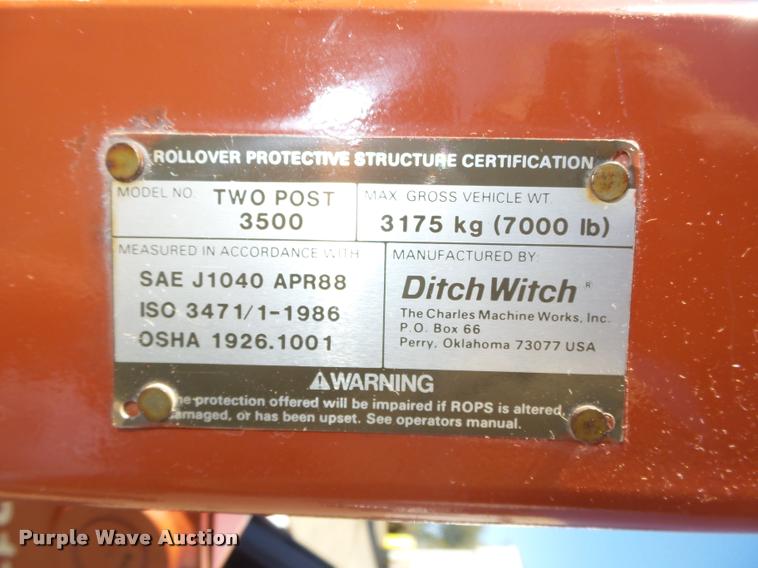 ROLLOVER PROTECTIVE STRUCTURE CERTIFICATION
MODEL NO. TWO POST
3500
MAX. GROSS VEHICLE WT.
3175 kg (7000 lb)
MEASURED IN ACCORDANCE WITH
SAE J1040 APR88
ISO 3471/1-1986
OSHA 1926.1001
MANUFACTURED BY:
Ditch Witch ®
The Charles Machine Works, Inc.
P.O. Box 66
Perry, Oklahoma 73077 USA
⚠WARNING
protection offered will be impaired if ROPS is altered,
damaged, or has been upset. See operators manual.
Purple Wave Auction